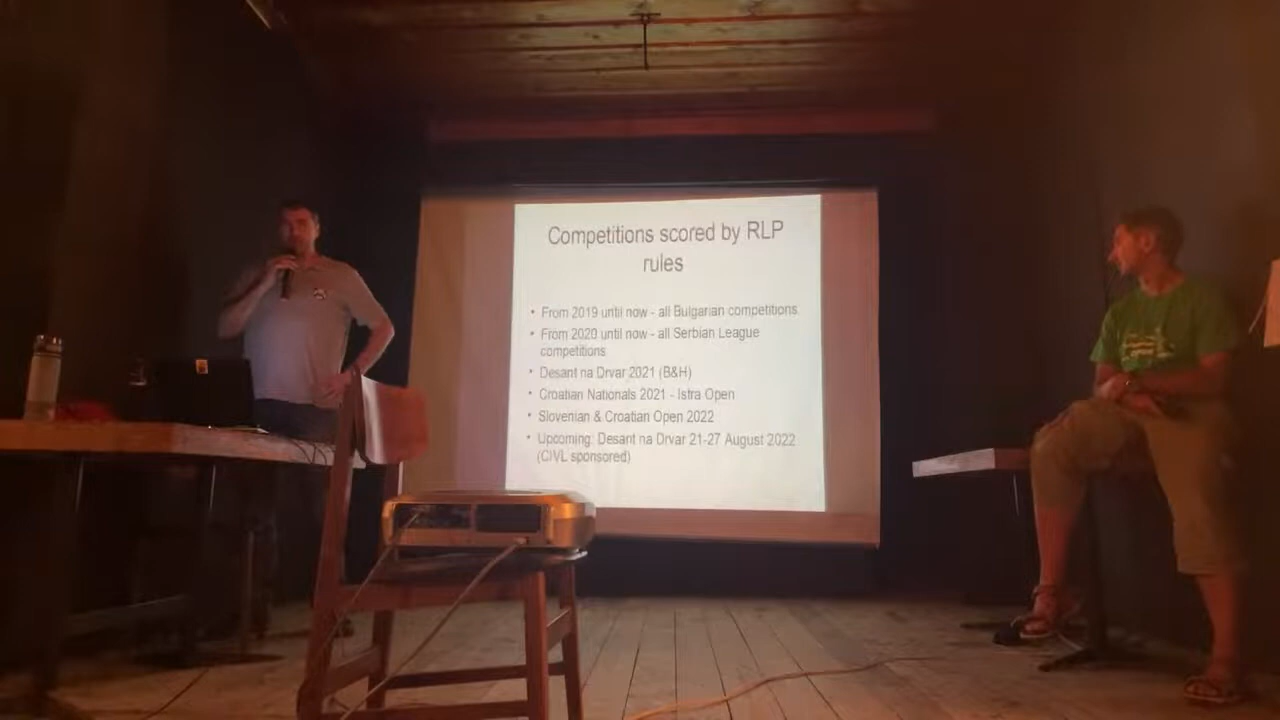 Competitions scored by RLP
rules
• From 2019 until now - all Bulgarian competitions
• From 2020 until now - all Serbian League
competitions
• Desant na Drvar 2021 (B&H)
• Croatian Nationals 2021 - Istra Open
• Slovenian & Croatian Open 2022
• Upcoming: Desant na Drvar 21-27 August 2022
(CIVL sponsored)